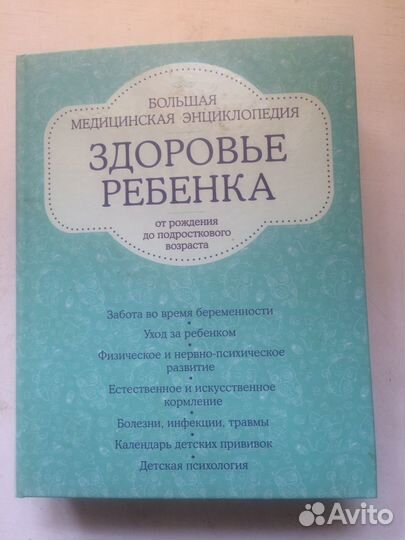 БОЛЬШАЯ
МЕДИЦИНСКАЯ ЭНЦИКЛОПЕДИЯ
ЗДОРОВЬЕ
РЕБЕНКА
от рождения
до подросткового
возраста
Забота во время беременности
Уход за ребенком
Физическое и нервно-психическое
развитие
Естественное и искусственное
кормление
Болезни, инфекции, травмы
Календарь детских прививок
Детская психология
Avito